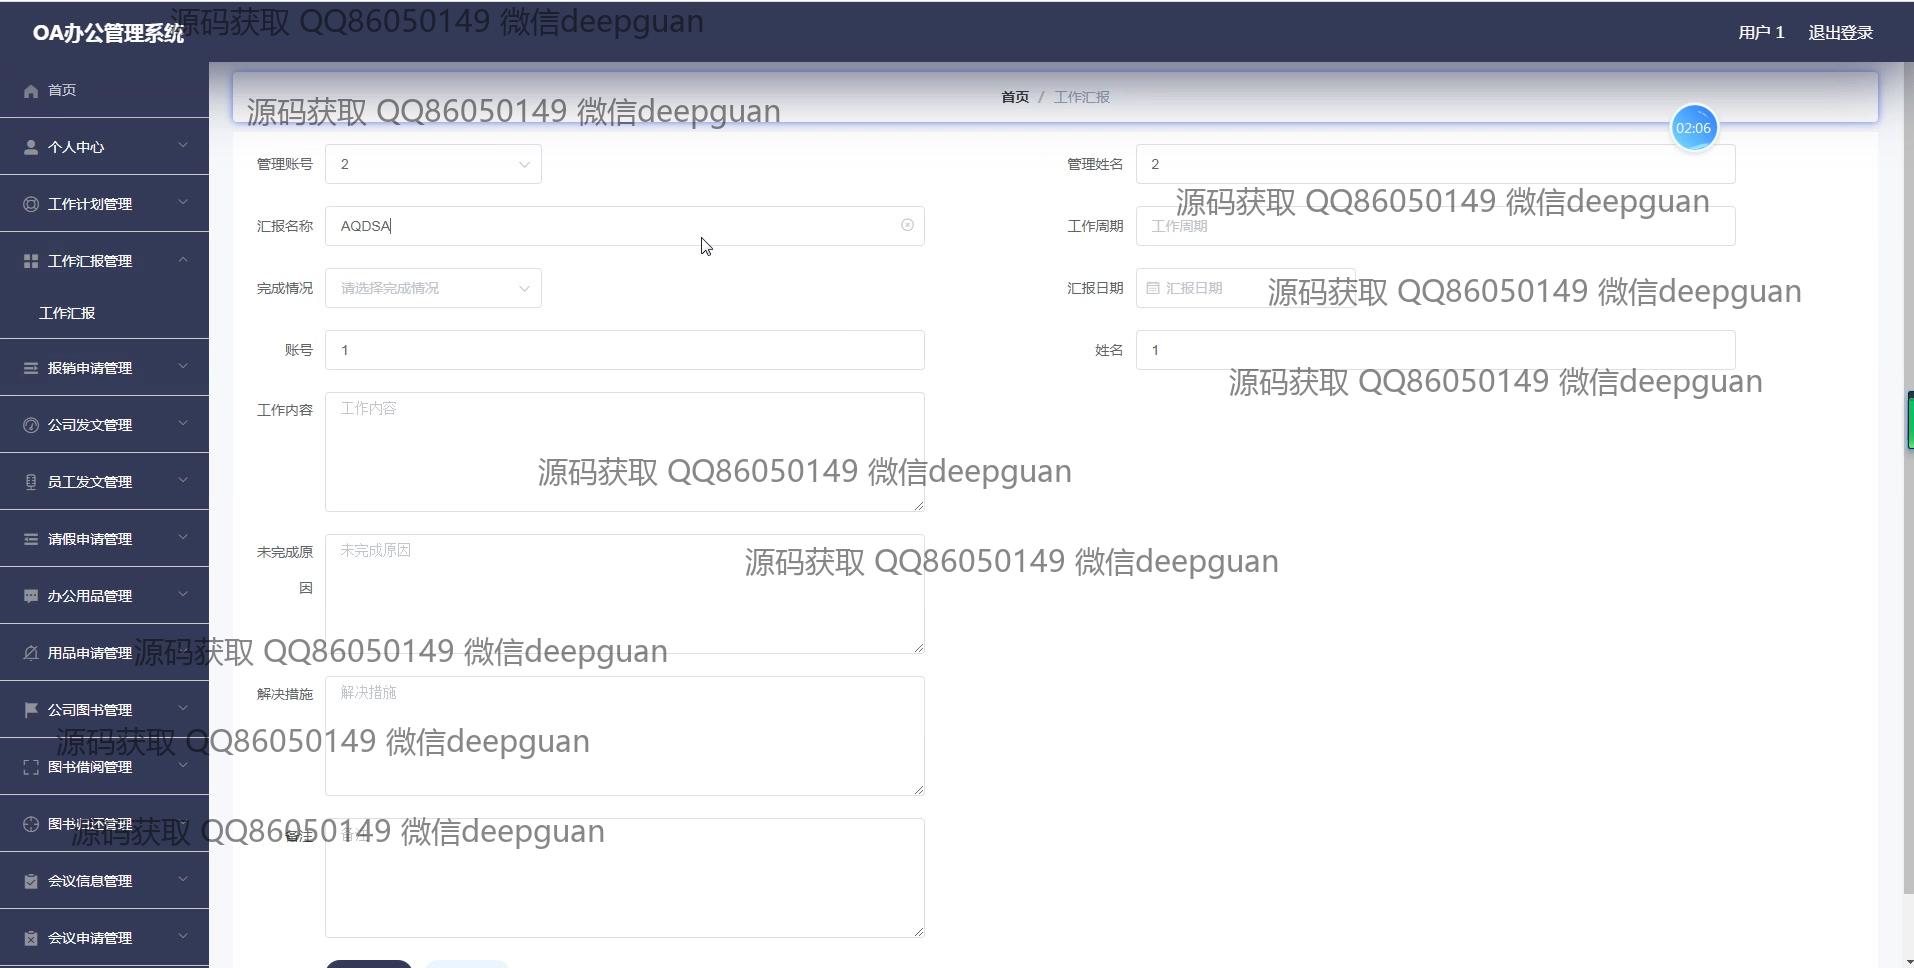 OA办公管理系统
源码获取 QQ86050149 微信deepguan
用户 1
退出登录
首页
个人中心
工作计划管理
工作汇报管理
工作汇报
报销申请管理
公司发文管理
员工发文管理
请假申请管理
办公用品管理
用品申请管理
公司图书管理
图书借阅管理
图书归还管理
会议信息管理
会议申请管理
首页 / 工作汇报
源码获取 QQ86050149 微信deepguan
02:06
管理账号 2
管理姓名 2
源码获取 QQ86050149 微信deepguan
汇报名称 AQDSA
工作周期 工作周期
完成情况 请选择完成情况
汇报日期 汇报日期
源码获取 QQ86050149 微信deepguan
账号 1
姓名 1
源码获取 QQ86050149 微信deepguan
工作内容 工作内容
源码获取 QQ86050149 微信deepguan
未完成原
因
未完成原因
源码获取 QQ86050149 微信deepguan
源码获取 QQ86050149 微信deepguan
解决措施 解决措施
源码获取 QQ86050149 微信deepguan
备注 备注
源码获取 QQ86050149 微信deepguan